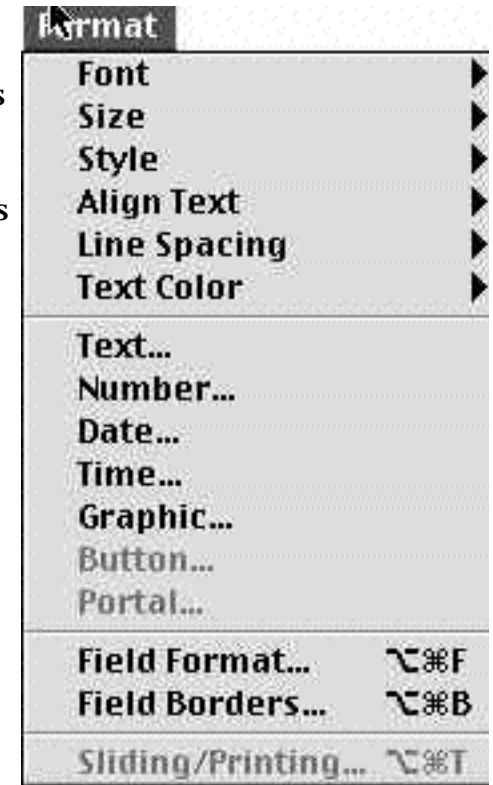 Format
s
Font
Size
Style
s
Align Text
Line Spacing
Text Color
Text...
Number...
Date...
Time...
Graphic...
Button...
Portal...
Field Format... ⌥⌘F
Field Borders... ⌥⌘B
Sliding/Printing... ⌥⌘T